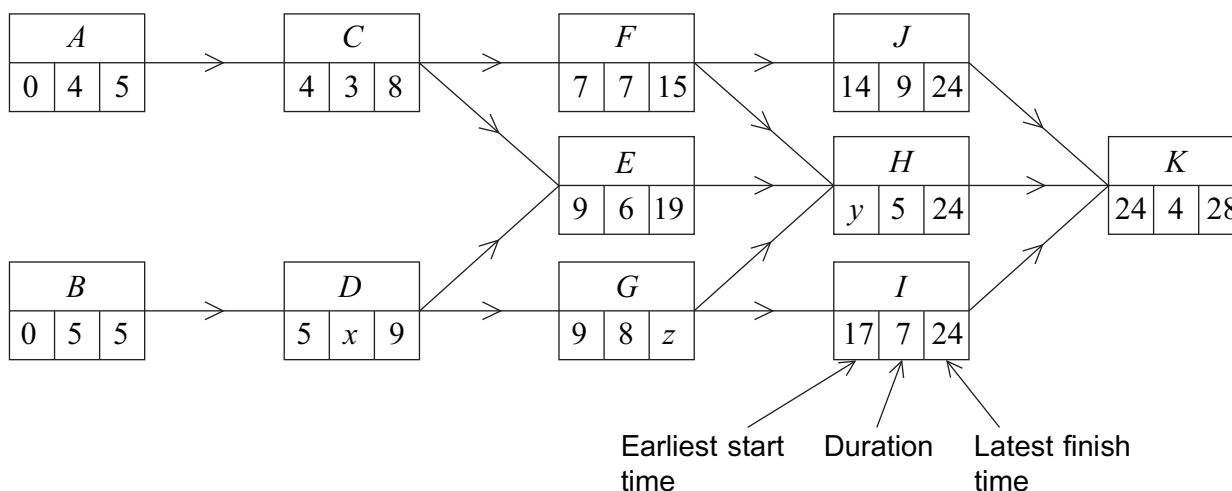 A C F J
0 4 5 4 3 8 7 7 15 14 9 24
E H K
9 6 19 y 5 24 24 4 28
B D G I
0 5 5 5 x 9 9 8 z 17 7 24
Earliest start Duration Latest finish
time time